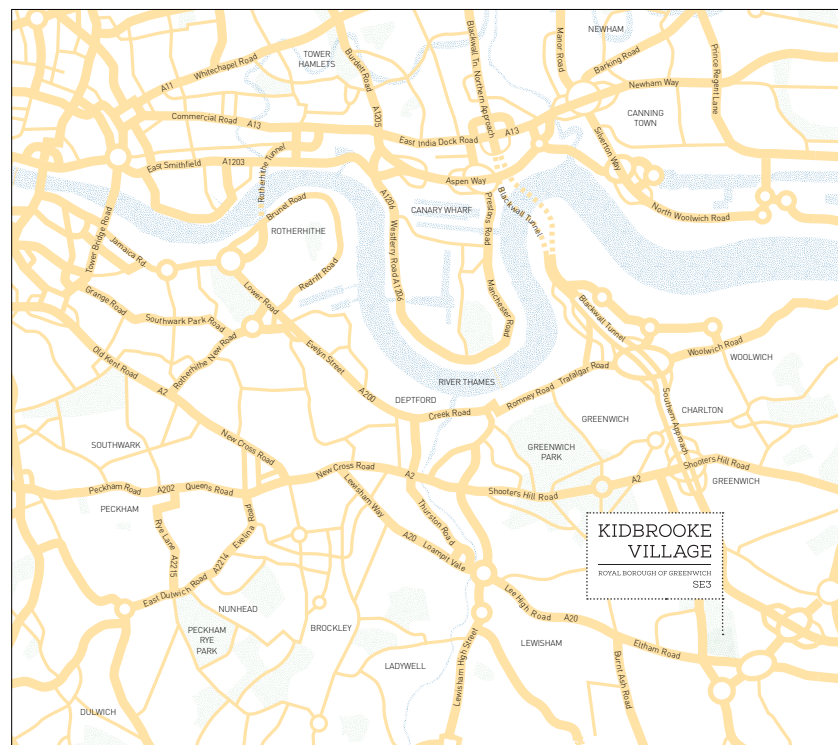 NEWHAM
TOWER
HAMLETS
Whitechapel Road
A11
Burdett Road
Blackwall Tn. Northern Approach
Manor Road
Barking Road
Prince Regent Lane
Newham Way
CANNING
TOWN
Commercial Road
A13
A1205
East India Dock Road
A13
Silverton Way
East Smithfield
A1203
Rotherhithe Tunnel
A1206
Aspen Way
Blackwall Tunnel
North Woolwich Road
Brunel Road
CANARY WHARF
Prestons Road
Westferry Road A1206
Tower Bridge Road
Jamaica Rd.
ROTHERHITHE
Redriff Road
Lower Road
Grange Road
Southwark Park Road
Rotherhithe New Road
Manchester Road
Blackwall Tunnel
Woolwich Road
WOOLWICH
Old Kent Road
A2
Evelyn Street
A200
RIVER THAMES
DEPTFORD
Creek Road
Romney Road
Trafalgar Road
Southern Approach
CHARLTON
GREENWICH
GREENWICH
PARK
SOUTHWARK
New Cross Road
New Cross Road
A2
Shooters Hill Road
A2
Shooters Hill Road
GREENWICH
Peckham Road
A202
Queens Road
PECKHAM
Rye Lane
A2215
Road
Evelina
A2214
Lewisham Way
A20
Loampit Vale
Thurston Road
KIDBROOKE
VILLAGE
ROYAL BOROUGH OF GREENWICH
SE3
East Dulwich Road
NUNHEAD
PECKHAM
RYE
PARK
BROCKLEY
LADYWELL
Lee High Road
A20
LEWISHAM
Lewisham High Street
Burnt Ash Road
Eltham Road
DULWICH